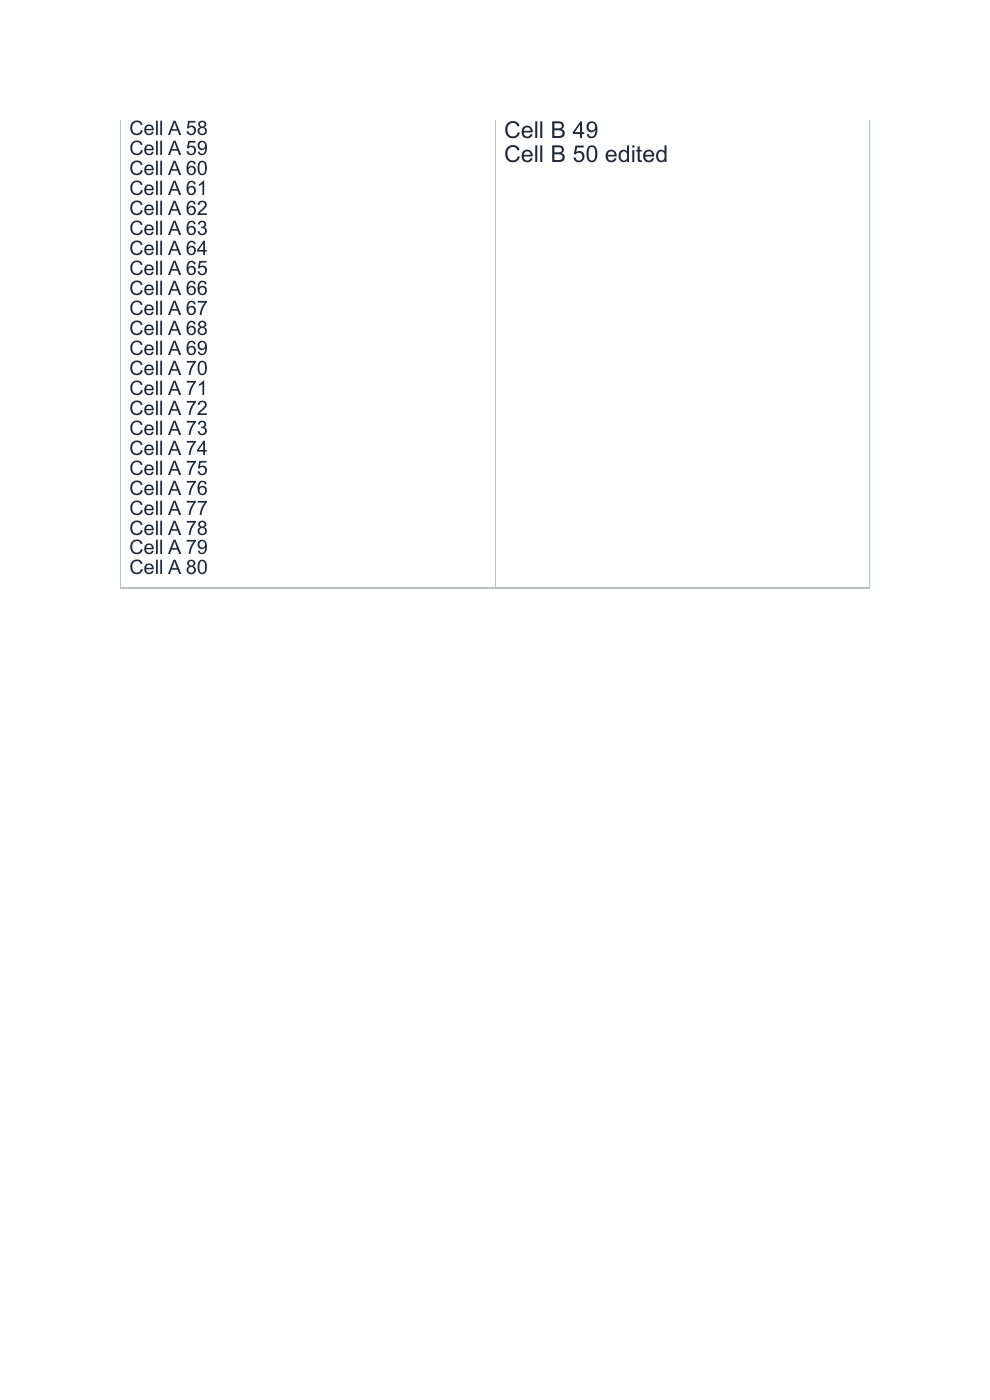 Cell A 58
Cell A 59
Cell A 60
Cell A 61
Cell A 62
Cell A 63
Cell A 64
Cell A 65
Cell A 66
Cell A 67
Cell A 68
Cell A 69
Cell A 70
Cell A 71
Cell A 72
Cell A 73
Cell A 74
Cell A 75
Cell A 76
Cell A 77
Cell A 78
Cell A 79
Cell A 80
Cell B 49
Cell B 50 edited